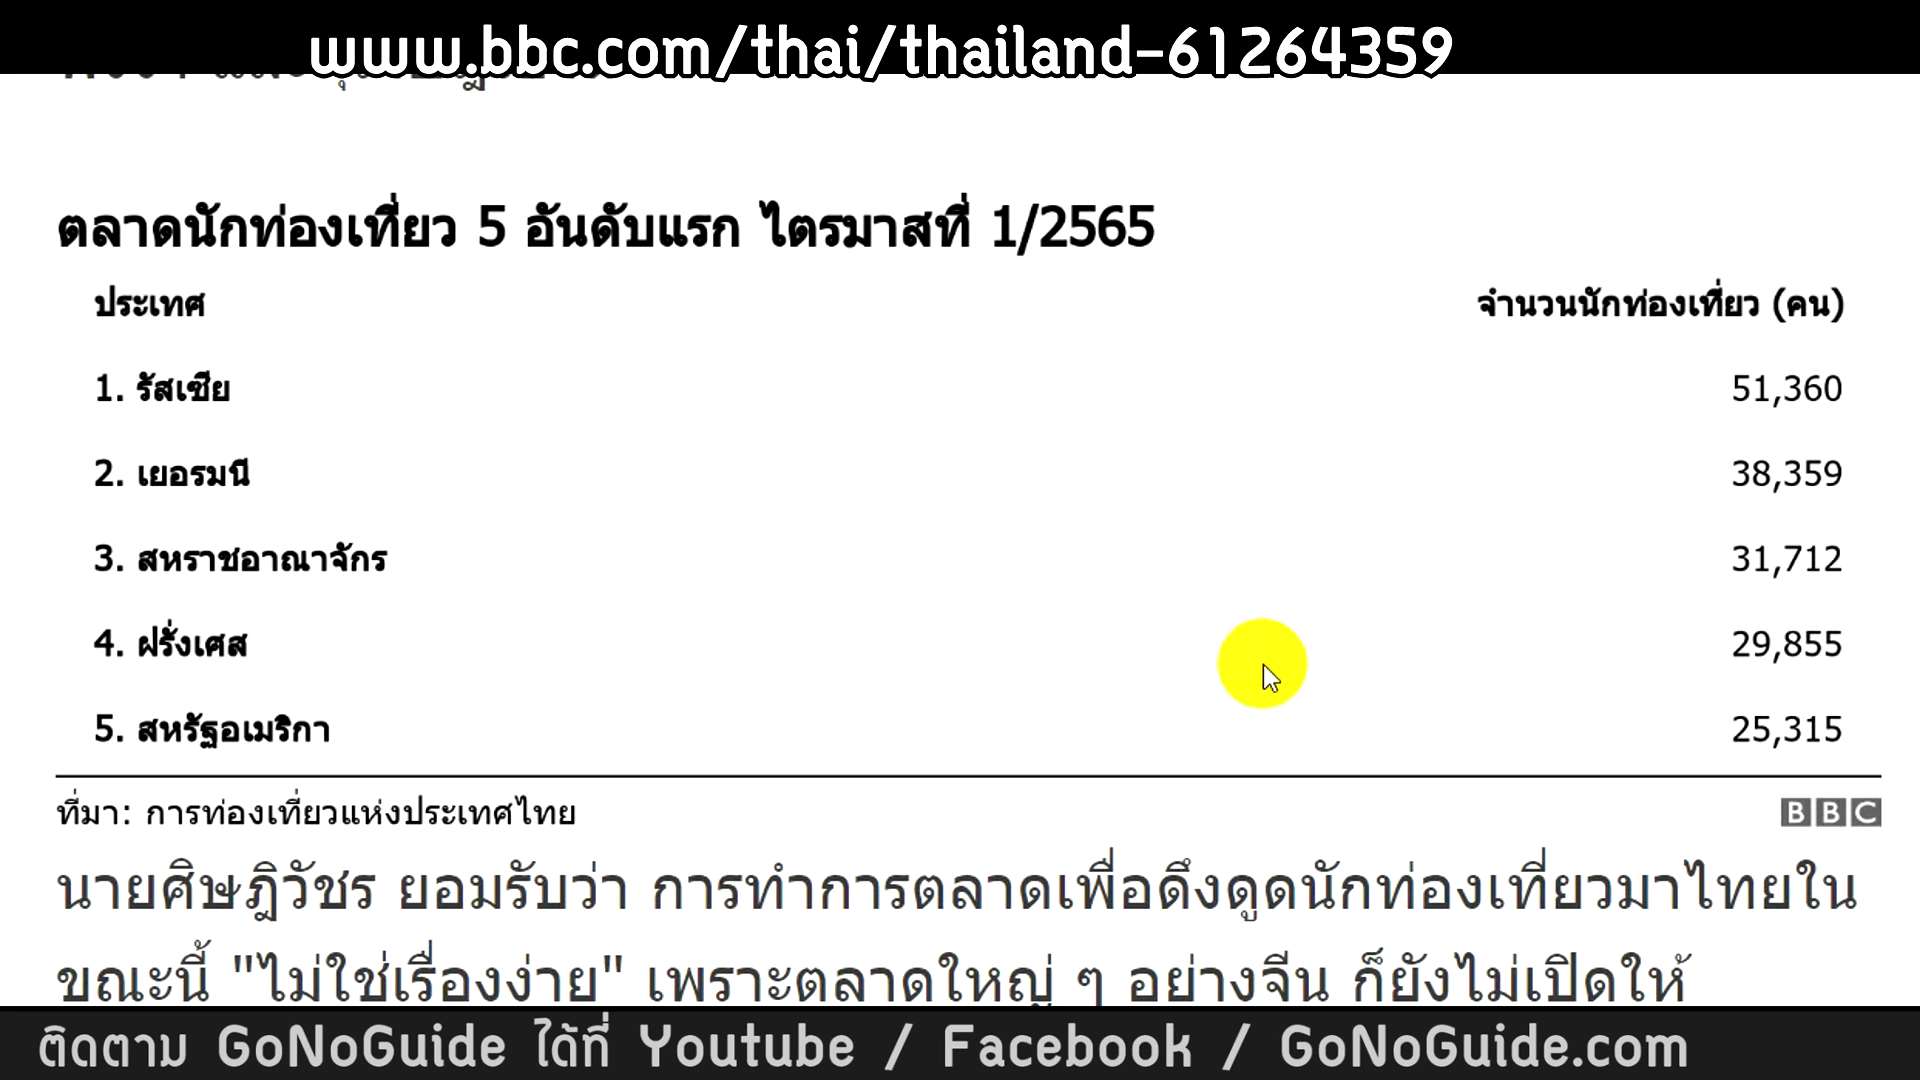 www.bbc.com/thai/thailand-61264359
ตลาดนักท่องเที่ยว 5 อันดับแรก ไตรมาสที่ 1/2565
ประเทศ จำนวนนักท่องเที่ยว (คน)
1. รัสเซีย 51,360
2. เยอรมนี 38,359
3. สหราชอาณาจักร 31,712
4. ฝรั่งเศส 29,855
5. สหรัฐอเมริกา 25,315
ที่มา: การท่องเที่ยวแห่งประเทศไทย BBC
นายศิษฎิวัชร ยอมรับว่า การทำการตลาดเพื่อดึงดูดนักท่องเที่ยวมาไทยใน
ขณะนี้ "ไม่ใช่เรื่องง่าย" เพราะตลาดใหญ่ ๆ อย่างจีน ก็ยังไม่เปิดให้
ติดตาม GoNoGuide ได้ที่ Youtube / Facebook / GoNoGuide.com